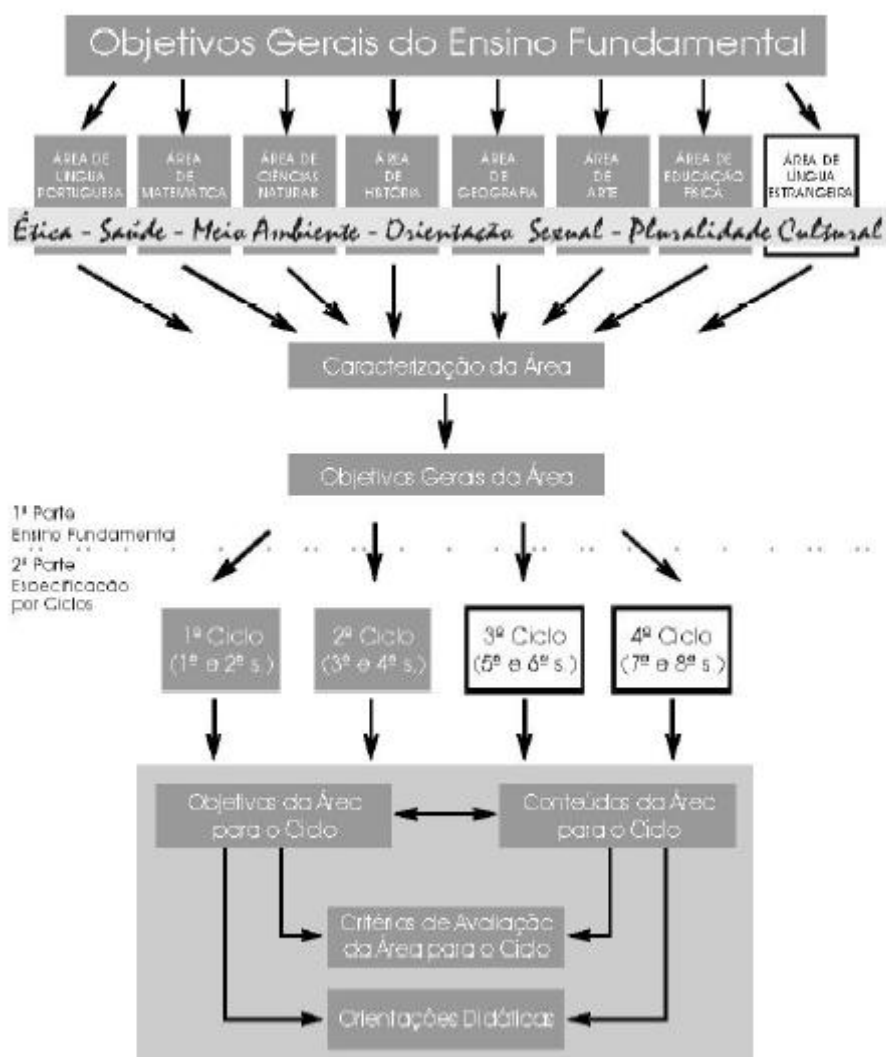 Objetivos Gerais do Ensino Fundamental
ÁREA DE
LÍNGUA
PORTUGUESA
ÁREA
DE
MATEMÁTICA
ÁREA DE
CIÊNCIAS
NATURAIS
ÁREA
DE
HISTÓRIA
ÁREA
DE
GEOGRAFIA
ÁREA
DE
ARTE
ÁREA DE
EDUCAÇÃO
FÍSICA
ÁREA DE
LÍNGUA
ESTRANGEIRA
Ética - Saúde - Meio Ambiente - Orientação Sexual - Pluralidade Cultural
Caracterização da Área
Objetivos Gerais da Área
1ª Parte
Ensino Fundamental
2ª Parte
Especificação
por Ciclos
1º Ciclo
(1ª e 2ª s.)
2º Ciclo
(3ª e 4ª s.)
3º Ciclo
(5ª e 6ª s.)
4º Ciclo
(7ª e 8ª s.)
Objetivos da Área
para o Ciclo
Conteúdos da Área
para o Ciclo
Critérios de Avaliação
da Área para o Ciclo
Orientações Didáticas